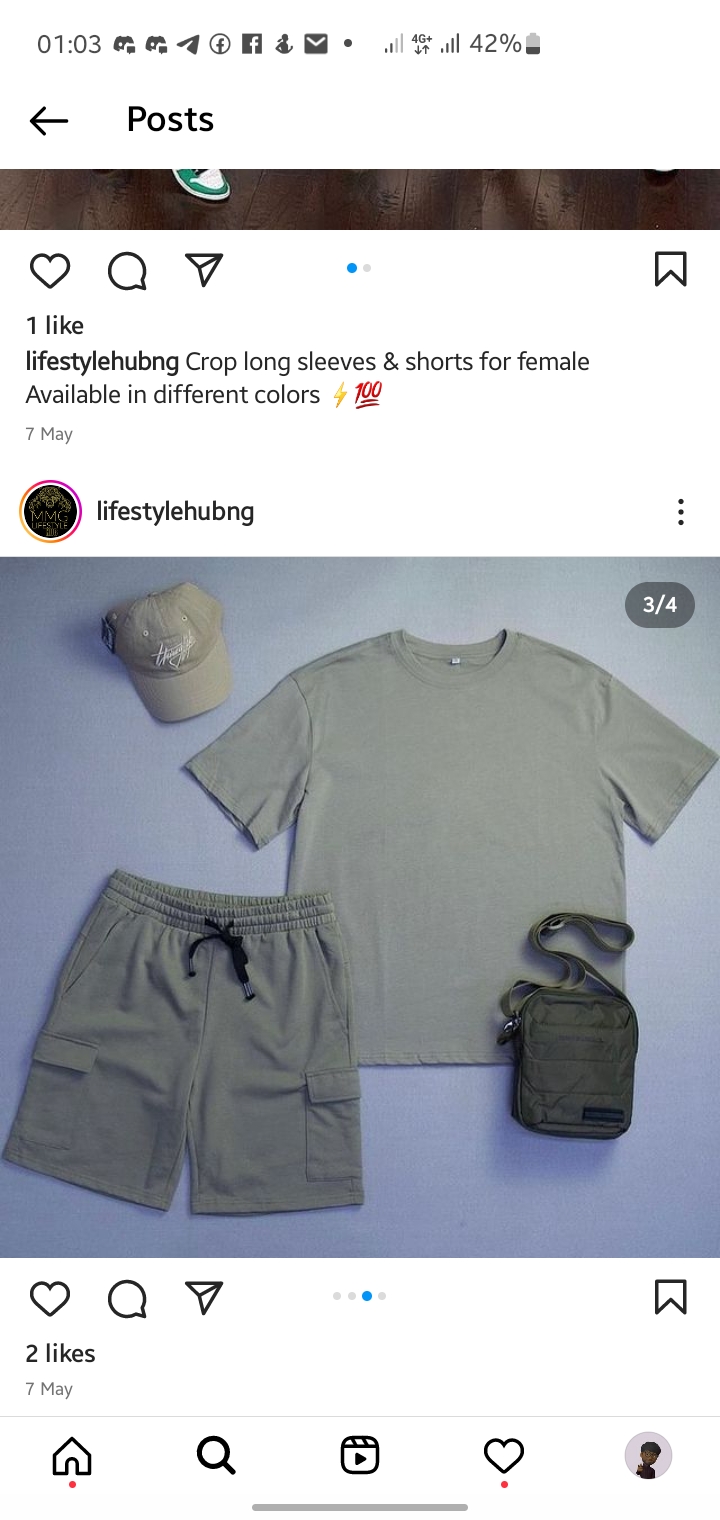 01:03 4G+ 42%
Posts
1 like
lifestylehubng Crop long sleeves & shorts for female
Available in different colors ⚡💯
7 May
MMG
LIFESTYLE
lifestylehubng
3/4
2 likes
7 May